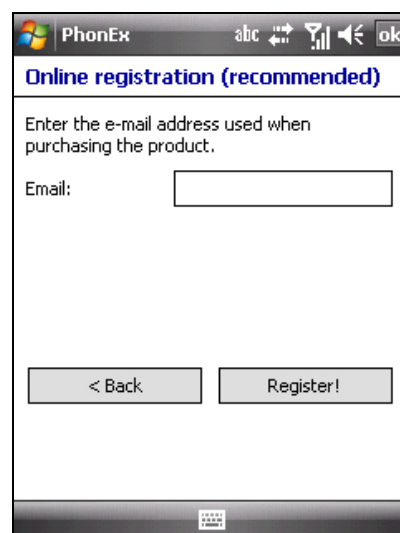 PhonEx abc ok
Online registration (recommended)
Enter the e-mail address used when
purchasing the product.
Email:
< Back Register!